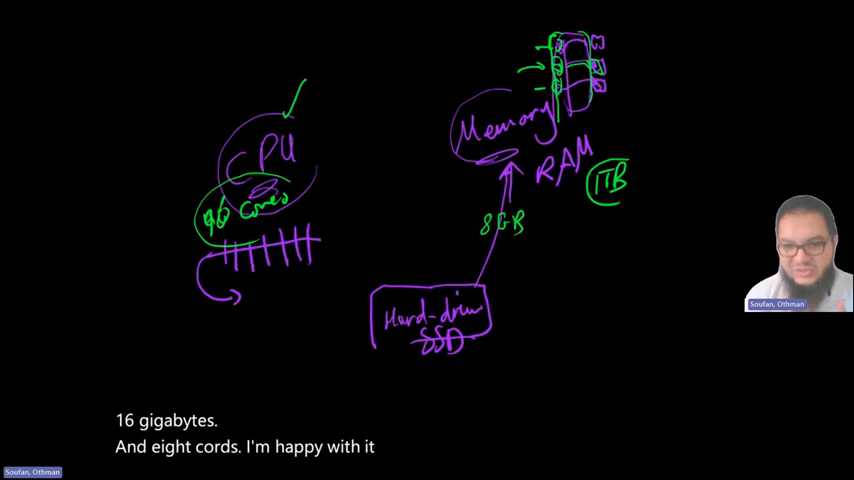 CPU
90 Cores
Memory
RAM
1TB
8GB
Hard-drive
SSD
Soufan, Othman
16 gigabytes.
And eight cords. I'm happy with it
Soufan, Othman